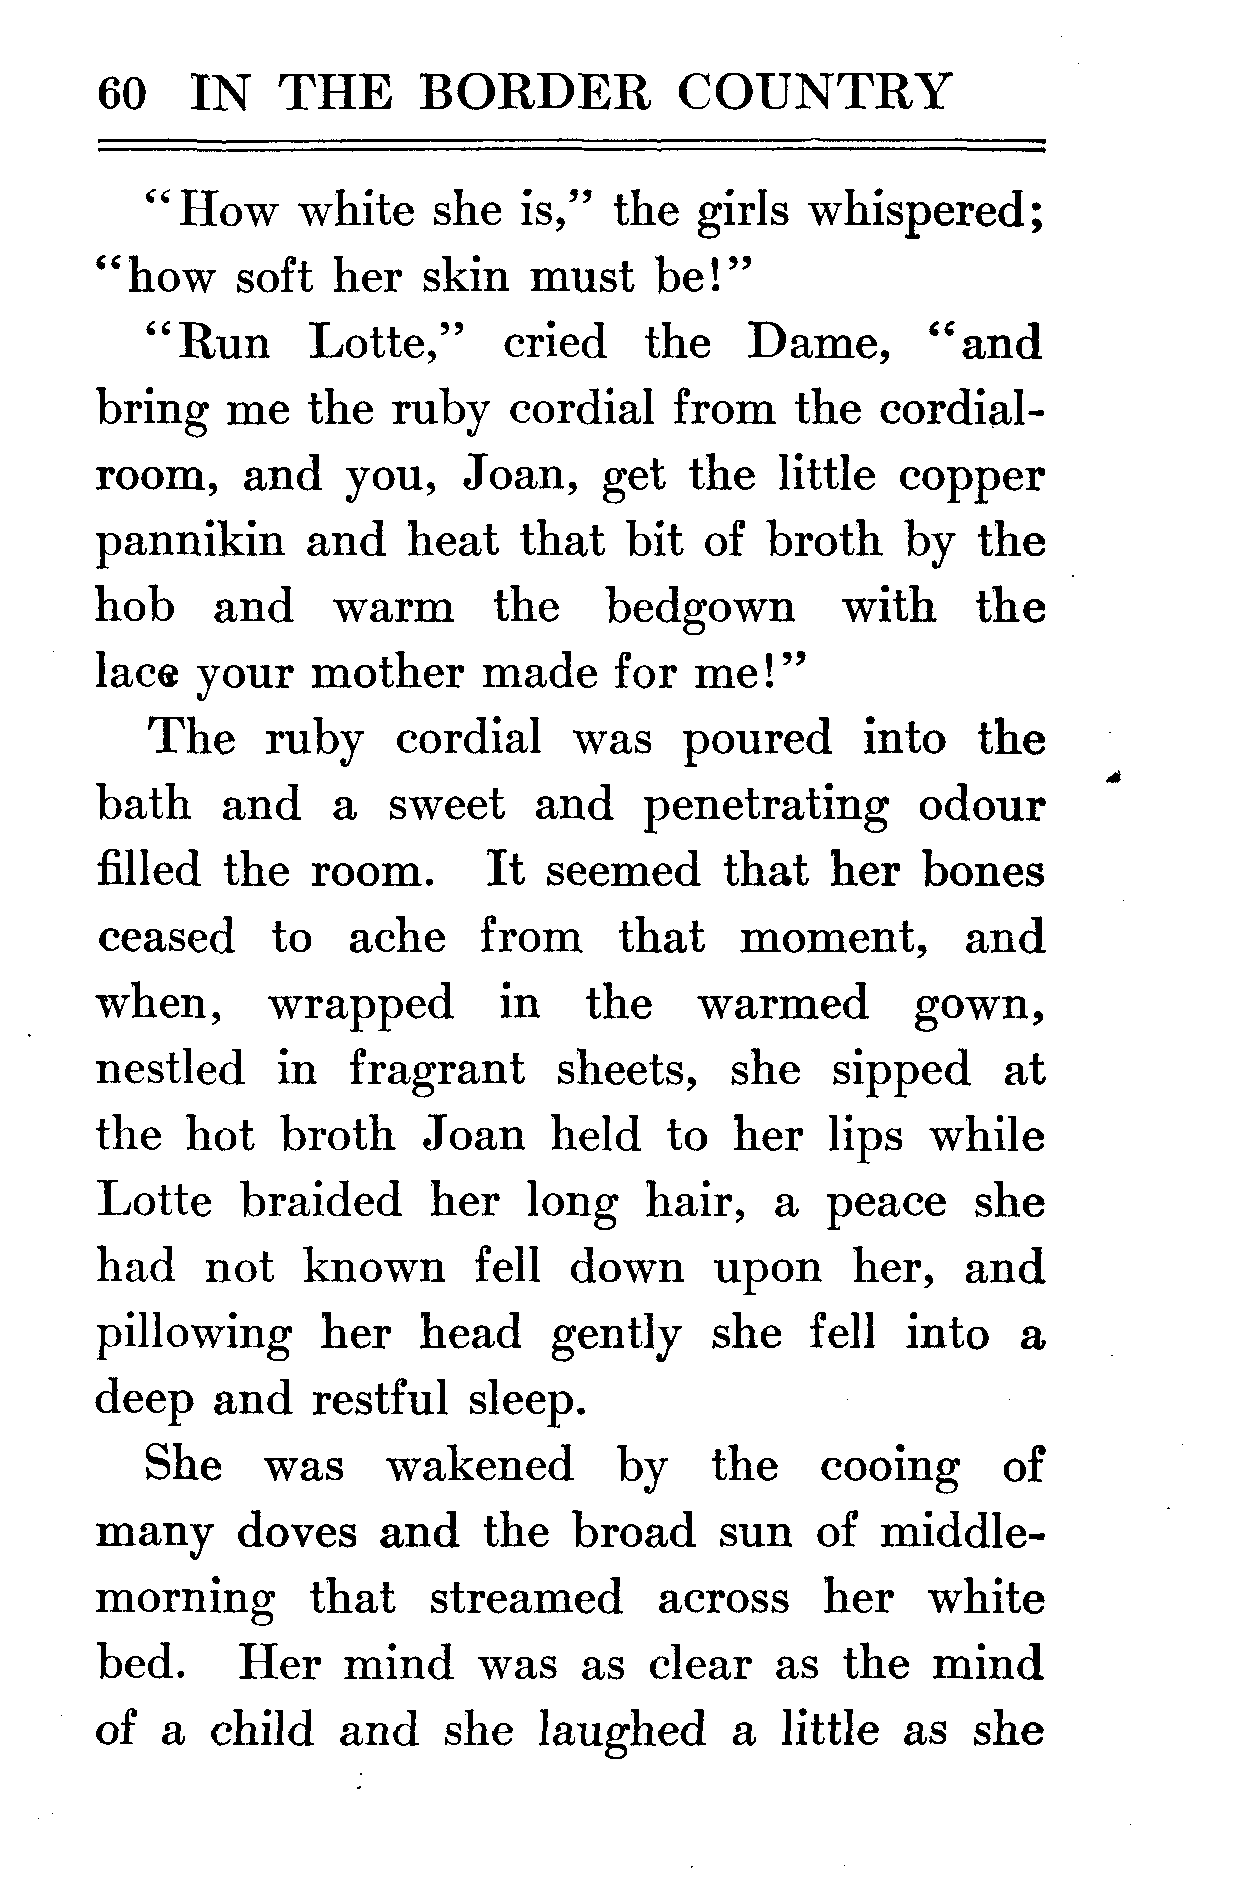 60 IN THE BORDER COUNTRY
“How white she is,” the girls whispered;
“how soft her skin must be!”
“Run Lotte,” cried the Dame, “and
bring me the ruby cordial from the cordial-
room, and you, Joan, get the little copper
pannikin and heat that bit of broth by the
hob and warm the bedgown with the
lace your mother made for me!”
The ruby cordial was poured into the
bath and a sweet and penetrating odour
filled the room. It seemed that her bones
ceased to ache from that moment, and
when, wrapped in the warmed gown,
nestled in fragrant sheets, she sipped at
the hot broth Joan held to her lips while
Lotte braided her long hair, a peace she
had not known fell down upon her, and
pillowing her head gently she fell into a
deep and restful sleep.
She was wakened by the cooing of
many doves and the broad sun of middle-
morning that streamed across her white
bed. Her mind was as clear as the mind
of a child and she laughed a little as she